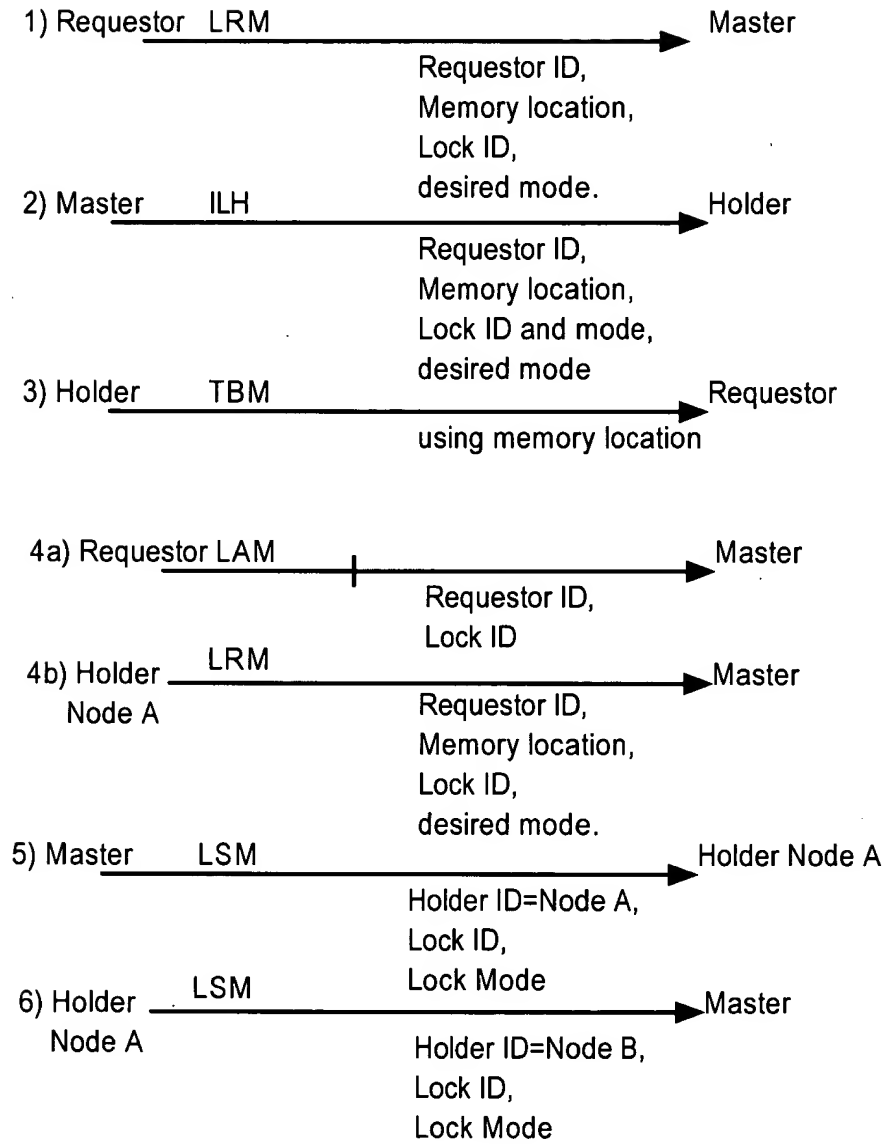 1) Requestor LRM Master
Requestor ID,
Memory location,
Lock ID,
desired mode.
2) Master ILH Holder
Requestor ID,
Memory location,
Lock ID and mode,
desired mode
3) Holder TBM Requestor
using memory location
4a) Requestor LAM Master
Requestor ID,
Lock ID
4b) Holder LRM Master
Node A
Requestor ID,
Memory location,
Lock ID,
desired mode.
5) Master LSM Holder Node A
Holder ID=Node A,
Lock ID,
Lock Mode
6) Holder LSM Master
Node A
Holder ID=Node B,
Lock ID,
Lock Mode